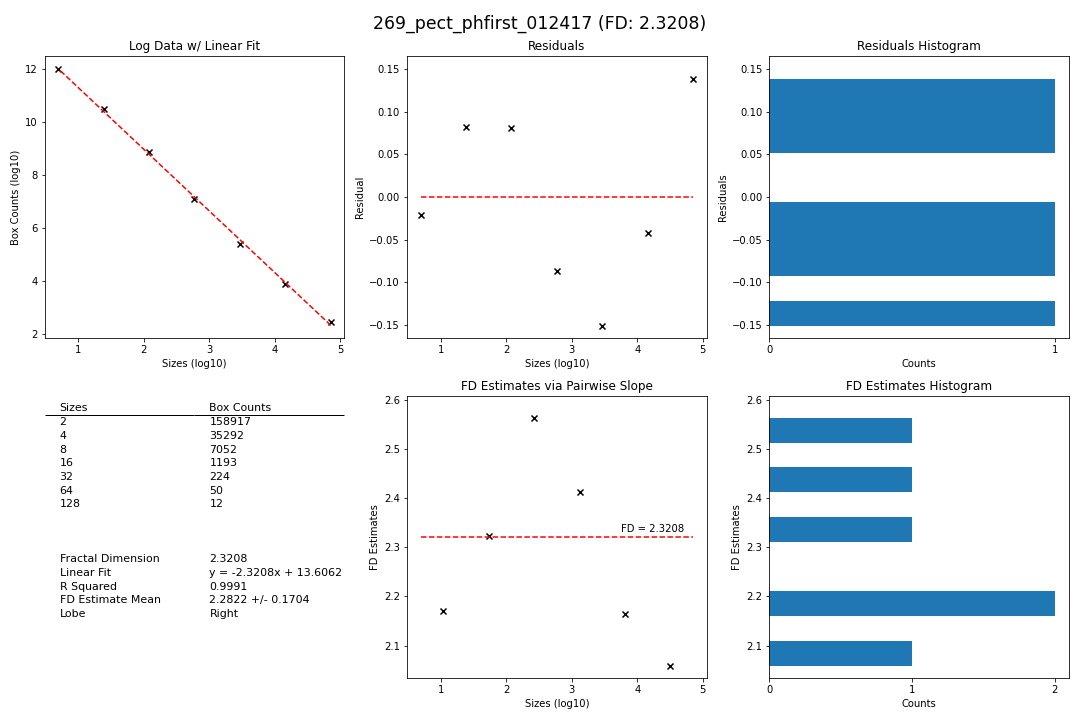 269_pect_phfirst_012417 (FD: 2.3208)
Log Data w/ Linear Fit
12
10
8
6
4
2
Box Counts (log10)
1 2 3 4 5
Sizes (log10)
Residuals
0.15
0.10
0.05
0.00
−0.05
−0.10
−0.15
Residual
1 2 3 4 5
Sizes (log10)
Residuals Histogram
0.15
0.10
0.05
0.00
−0.05
−0.10
−0.15
Residuals
0 1
Counts
Sizes Box Counts
2 158917
4 35292
8 7052
16 1193
32 224
64 50
128 12
Fractal Dimension 2.3208
Linear Fit y = -2.3208x + 13.6062
R Squared 0.9991
FD Estimate Mean 2.2822 +/- 0.1704
Lobe Right
FD Estimates via Pairwise Slope
2.6
2.5
2.4
2.3
2.2
2.1
FD Estimates
FD = 2.3208
1 2 3 4 5
Sizes (log10)
FD Estimates Histogram
2.6
2.5
2.4
2.3
2.2
2.1
FD Estimates
0 1 2
Counts